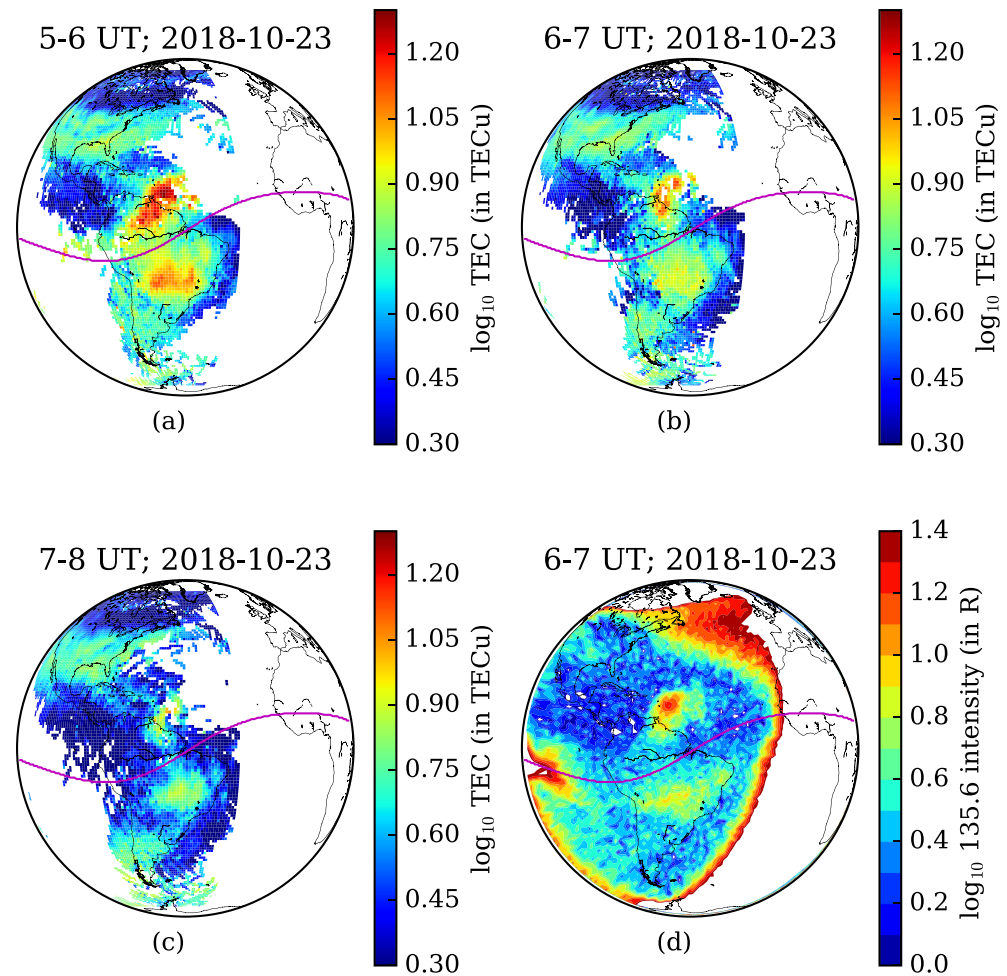 5-6 UT; 2018-10-23
1.20
1.05
0.90
0.75
0.60
0.45
0.30
log₁₀ TEC (in TECu)
(a)
6-7 UT; 2018-10-23
1.20
1.05
0.90
0.75
0.60
0.45
0.30
log₁₀ TEC (in TECu)
(b)
7-8 UT; 2018-10-23
1.20
1.05
0.90
0.75
0.60
0.45
0.30
log₁₀ TEC (in TECu)
(c)
6-7 UT; 2018-10-23
1.4
1.2
1.0
0.8
0.6
0.4
0.2
0.0
log₁₀ 135.6 intensity (in R)
(d)